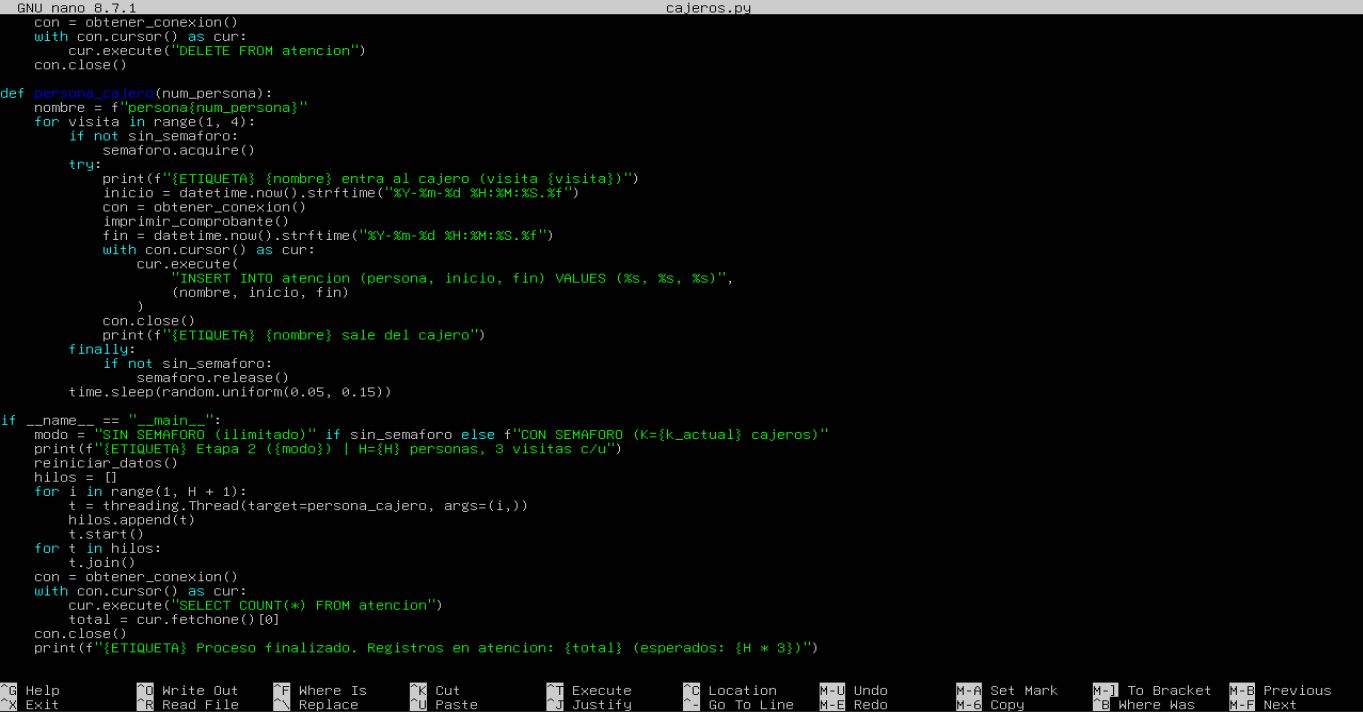 GNU nano 8.7.1 cajeros.py
    con = obtener_conexion()
    with con.cursor() as cur:
        cur.execute("DELETE FROM atencion")
    con.close()

def persona_cajero(num_persona):
    nombre = f"persona{num_persona}"
    for visita in range(1, 4):
        if not sin_semaforo:
            semaforo.acquire()
        try:
            print(f"{ETIQUETA} {nombre} entra al cajero (visita {visita})")
            inicio = datetime.now().strftime("%Y-%m-%d %H:%M:%S.%f")
            con = obtener_conexion()
            imprimir_comprobante()
            fin = datetime.now().strftime("%Y-%m-%d %H:%M:%S.%f")
            with con.cursor() as cur:
                cur.execute(
                    "INSERT INTO atencion (persona, inicio, fin) VALUES (%s, %s, %s)",
                    (nombre, inicio, fin)
                )
            con.close()
            print(f"{ETIQUETA} {nombre} sale del cajero")
        finally:
            if not sin_semaforo:
                semaforo.release()
        time.sleep(random.uniform(0.05, 0.15))

if __name__ == "__main__":
    modo = "SIN SEMAFORO (ilimitado)" if sin_semaforo else f"CON SEMAFORO (K={k_actual} cajeros)"
    print(f"{ETIQUETA} Etapa 2 ({modo}) | H={H} personas, 3 visitas c/u")
    reiniciar_datos()
    hilos = []
    for i in range(1, H + 1):
        t = threading.Thread(target=persona_cajero, args=(i,))
        hilos.append(t)
        t.start()
    for t in hilos:
        t.join()
    con = obtener_conexion()
    with con.cursor() as cur:
        cur.execute("SELECT COUNT(*) FROM atencion")
        total = cur.fetchone()[0]
    con.close()
    print(f"{ETIQUETA} Proceso finalizado. Registros en atencion: {total} (esperados: {H * 3})")

^G Help ^O Write Out ^F Where Is ^K Cut ^T Execute ^C Location M-U Undo M-A Set Mark M-] To Bracket M-B Previous
^X Exit ^R Read File ^\ Replace ^U Paste ^J Justify ^- Go To Line M-E Redo M-6 Copy ^B Where Was M-F Next